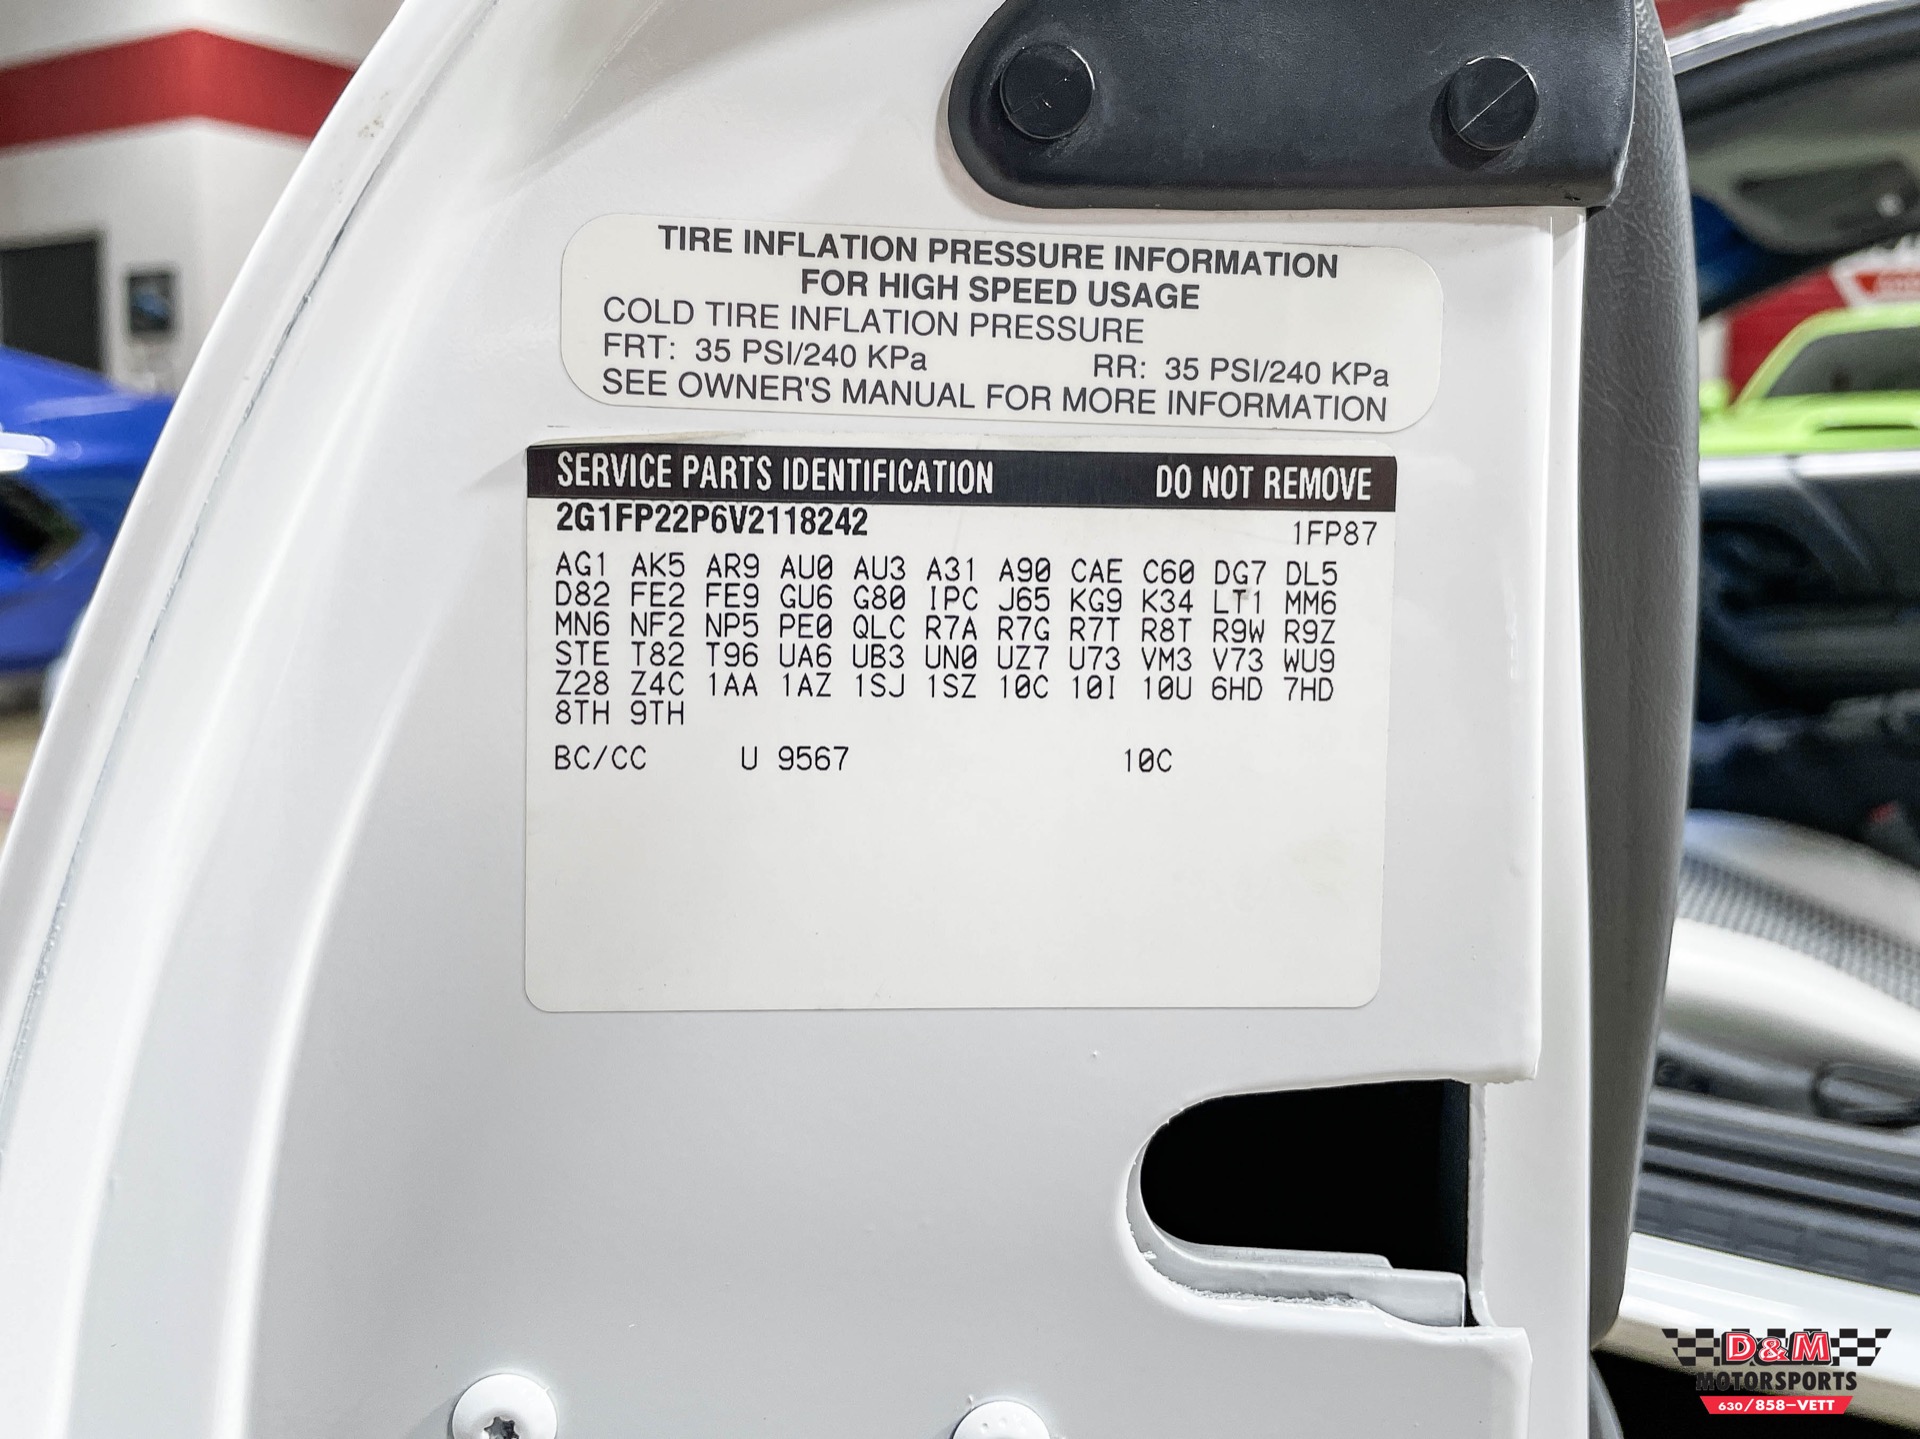 TIRE INFLATION PRESSURE INFORMATION
FOR HIGH SPEED USAGE
COLD TIRE INFLATION PRESSURE
FRT: 35 PSI/240 KPa RR: 35 PSI/240 KPa
SEE OWNER'S MANUAL FOR MORE INFORMATION
SERVICE PARTS IDENTIFICATION DO NOT REMOVE
2G1FP22P6V2118242 1FP87
AG1 AK5 AR9 AU0 AU3 A31 A90 CAE C60 DG7 DL5
D82 FE2 FE9 GU6 G80 IPC J65 KG9 K34 LT1 MM6
MN6 NF2 NP5 PE0 QLC R7A R7G R7T R8T R9W R9Z
STE T82 T96 UA6 UB3 UN0 UZ7 U73 VM3 V73 WU9
Z28 Z4C 1AA 1AZ 1SJ 1SZ 10C 10I 10U 6HD 7HD
8TH 9TH
BC/CC U 9567 10C
D&M
MOTORSPORTS
630/858-VETT